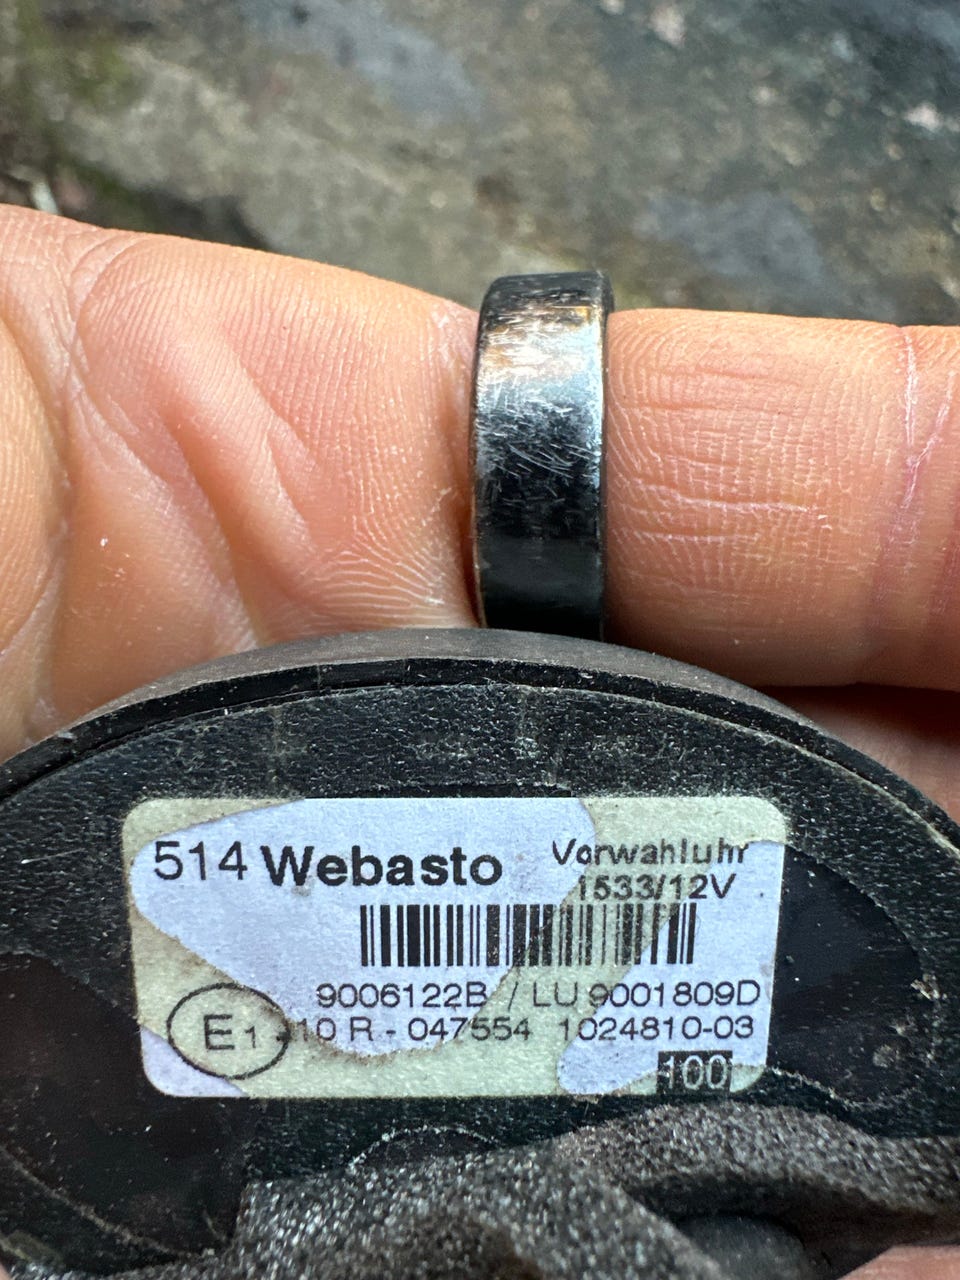 514 Webasto Vorwahluhr
1533/12V
9006122B / LU 9001809D
E1 -10 R - 047554 1024810-03
100